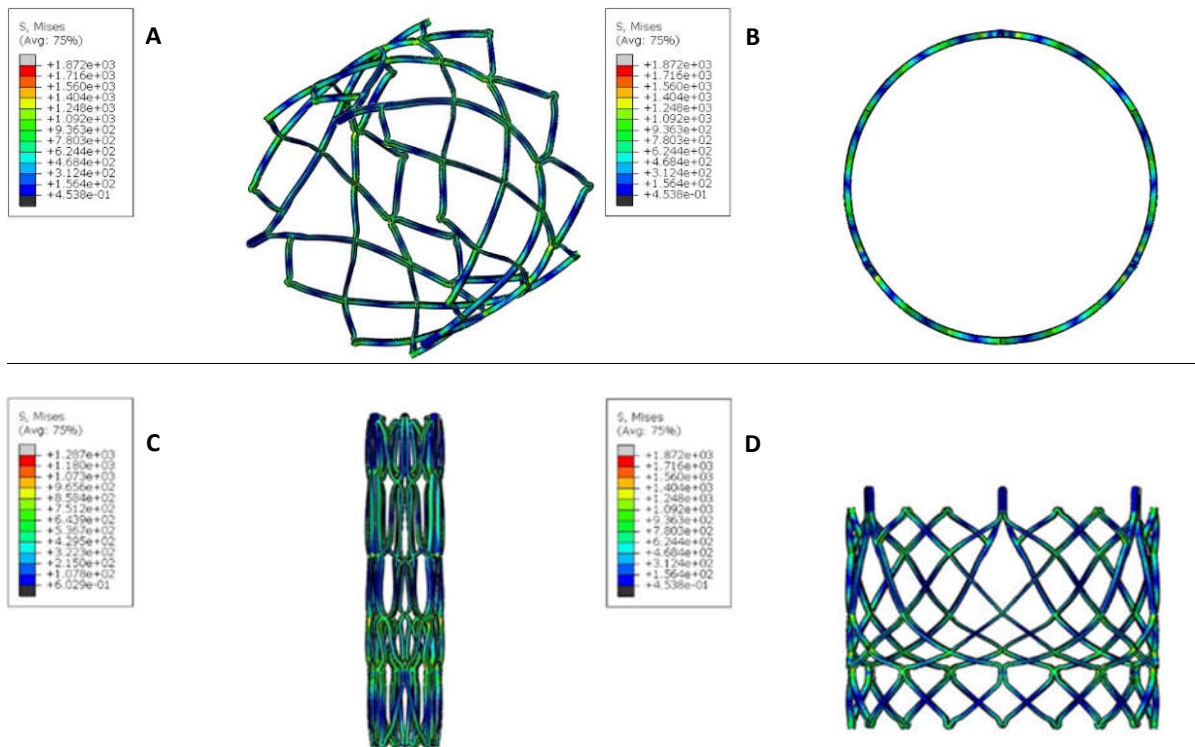 S, Mises
(Avg: 75%)
+1.872e+03
+1.716e+03
+1.560e+03
+1.404e+03
+1.248e+03
+1.092e+03
+9.363e+02
+7.803e+02
+6.244e+02
+4.684e+02
+3.124e+02
+1.564e+02
+4.538e-01
A
S, Mises
(Avg: 75%)
+1.872e+03
+1.716e+03
+1.560e+03
+1.404e+03
+1.248e+03
+1.092e+03
+9.363e+02
+7.803e+02
+6.244e+02
+4.684e+02
+3.124e+02
+1.564e+02
+4.538e-01
B
S, Mises
(Avg: 75%)
+1.287e+03
+1.180e+03
+1.073e+03
+9.656e+02
+8.584e+02
+7.512e+02
+6.439e+02
+5.367e+02
+4.295e+02
+3.223e+02
+2.150e+02
+1.078e+02
+6.029e-01
C
S, Mises
(Avg: 75%)
+1.872e+03
+1.716e+03
+1.560e+03
+1.404e+03
+1.248e+03
+1.092e+03
+9.363e+02
+7.803e+02
+6.244e+02
+4.684e+02
+3.124e+02
+1.564e+02
+4.538e-01
D